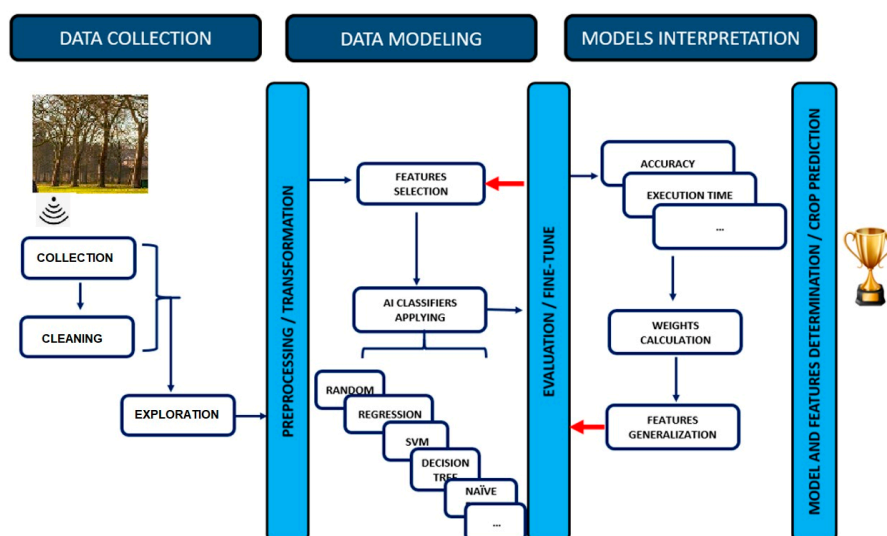 DATA COLLECTION
DATA MODELING
MODELS INTERPRETATION
COLLECTION
CLEANING
EXPLORATION
PREPROCESSING / TRANSFORMATION
FEATURES
SELECTION
AI CLASSIFIERS
APPLYING
RANDOM
REGRESSION
SVM
DECISION
TREE
NAÏVE
...
EVALUATION / FINE-TUNE
ACCURACY
EXECUTION TIME
...
WEIGHTS
CALCULATION
FEATURES
GENERALIZATION
MODEL AND FEATURES DETERMINATION / CROP PREDICTION